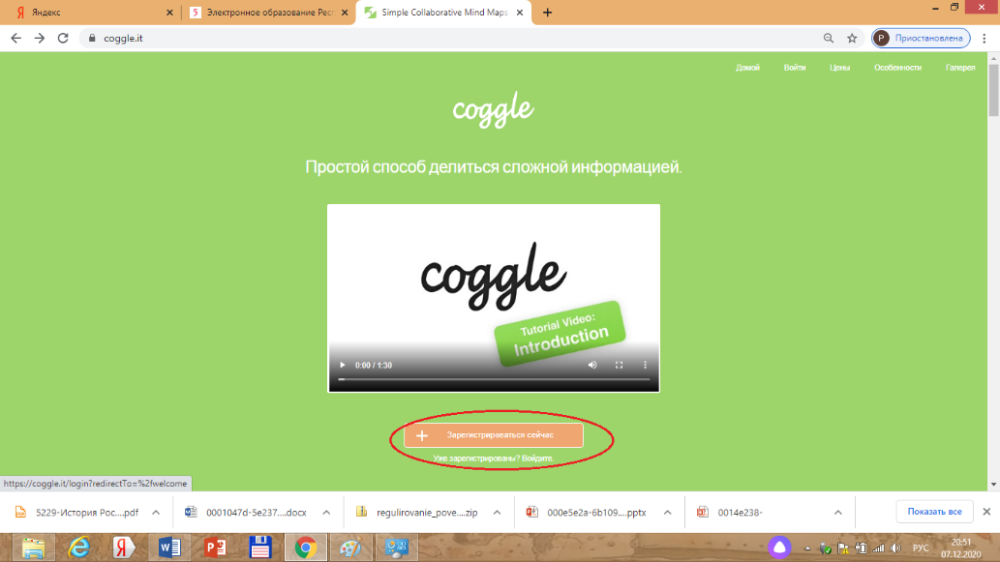 Яндекс
Электронное образование Респ
Simple Collaborative Mind Maps
coggle.it
P Приостановлена
Домой Войти Цены Особенности Галерея
coggle
Простой способ делиться сложной информацией.
coggle
Tutorial Video:
Introduction
0:00 / 1:30
Зарегистрироваться сейчас
Уже зарегистрированы? Войдите.
https://coggle.it/login?redirectTo=%2fwelcome
5229-История Рос....pdf
0001047d-5e237....docx
regulirovanie_pove....zip
000e5e2a-6b109....pptx
0014e238-
Показать все
РУС
20:51
07.12.2020